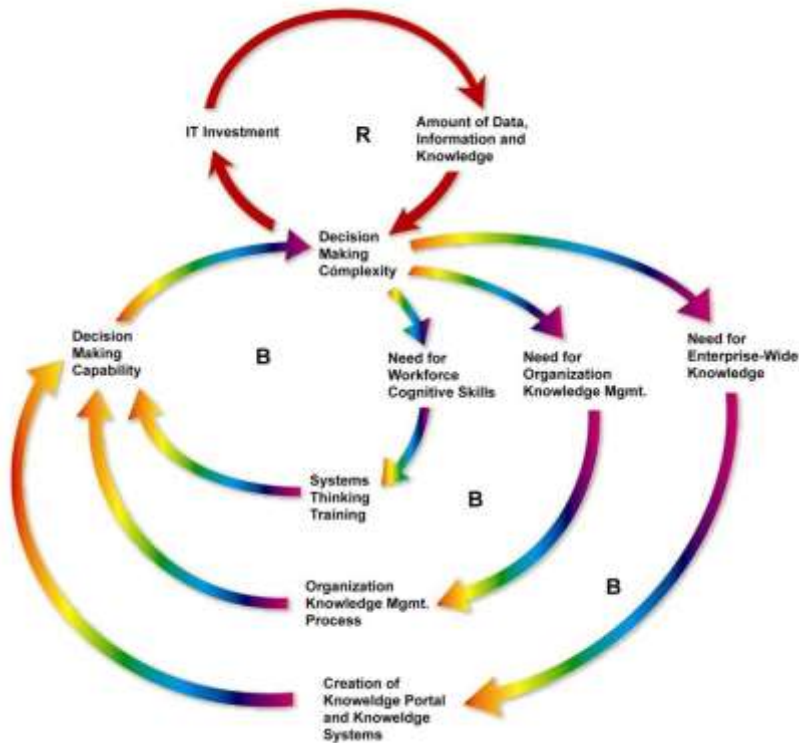 IT Investment
R
Amount of Data,
Information and
Knowledge
Decision
Making
Cómplexity
Decision
Making
Capability
B
Need for
Workforce
Cognitive Skills
Need for
Organization
Knowledge Mgmt.
Need for
Enterprise-Wide
Knowledge
Systems
Thinking
Training
B
Organization
Knowledge Mgmt.
Process
B
Creation of
Knoweldge Portal
and Knoweldge
Systems